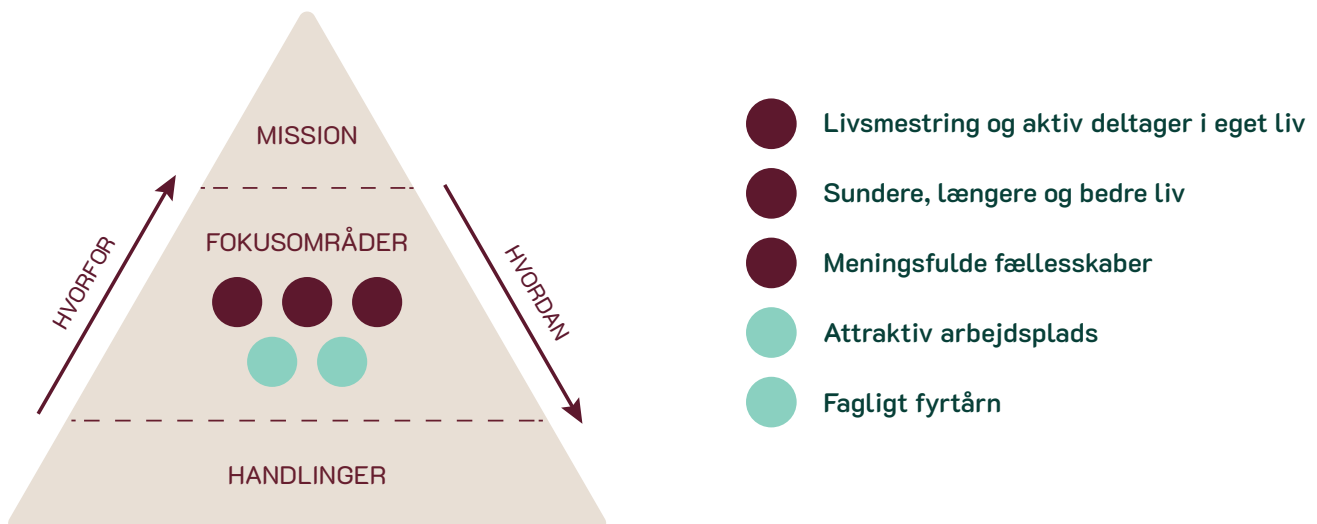 MISSION
FOKUSOMRÅDER
HVORFOR
HVORDAN
HANDLINGER
Livsmestring og aktiv deltager i eget liv
Sundere, længere og bedre liv
Meningsfulde fællesskaber
Attraktiv arbejdsplads
Fagligt fyrtårn